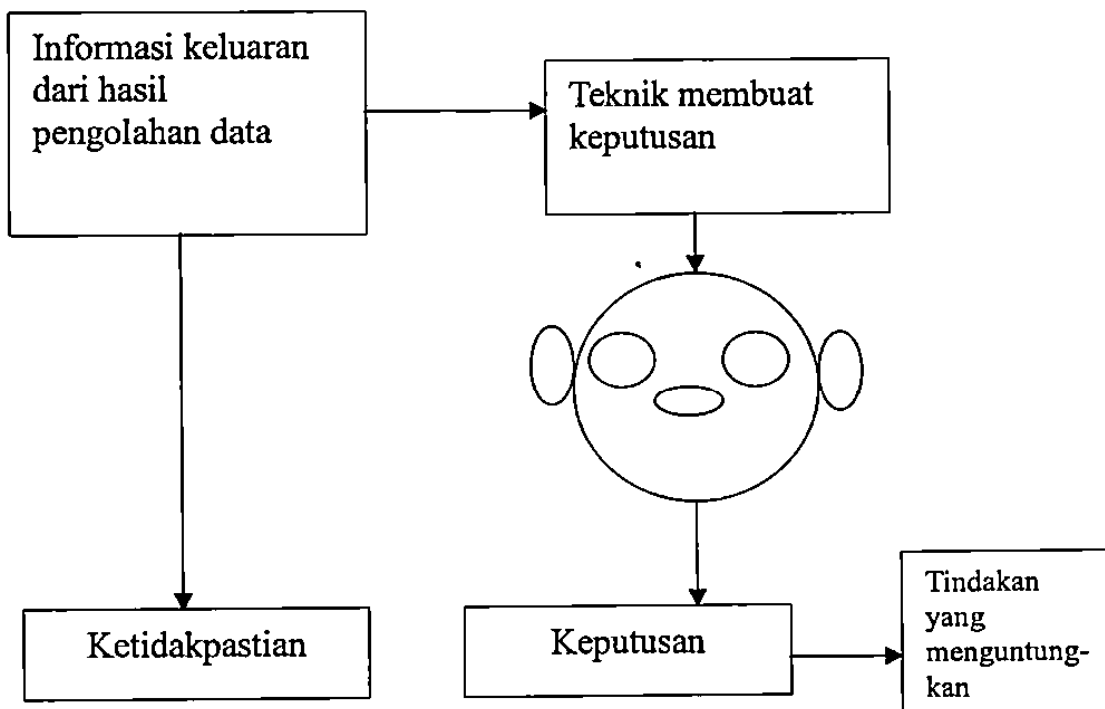 Informasi keluaran
dari hasil
pengolahan data
Teknik membuat
keputusan
Ketidakpastian
Keputusan
Tindakan
yang
menguntung-
kan